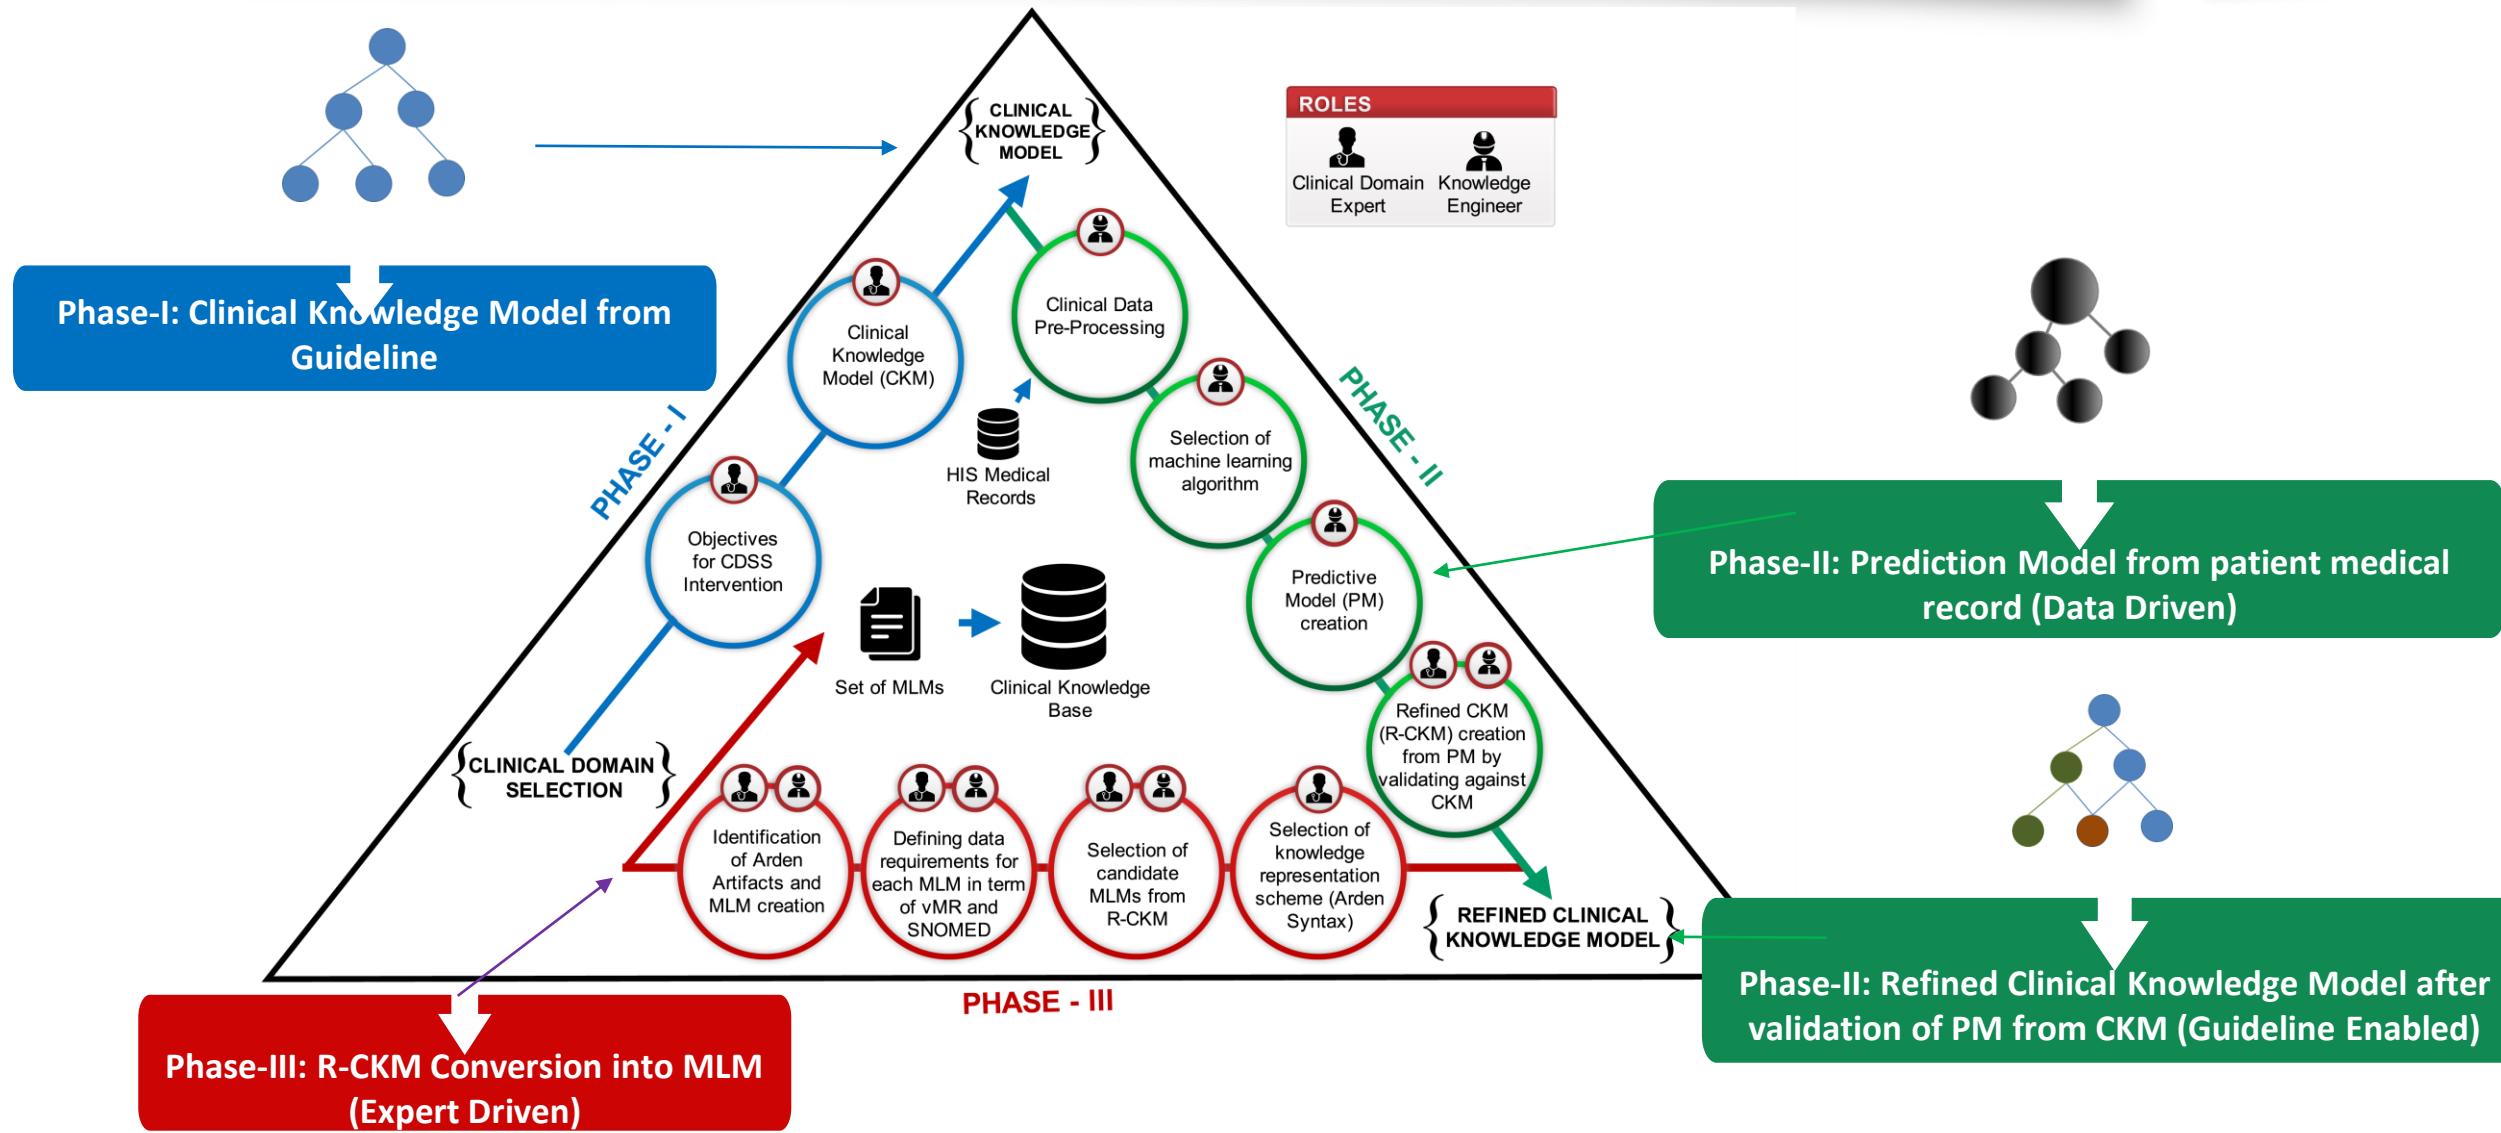 CLINICAL
KNOWLEDGE
MODEL
ROLES
Clinical Domain
Expert
Knowledge
Engineer
Phase-I: Clinical Knowledge Model from
Guideline
PHASE - I
Clinical
Knowledge
Model (CKM)
Clinical Data
Pre-Processing
PHASE - II
HIS Medical
Records
Selection of
machine learning
algorithm
Objectives
for CDSS
Intervention
Predictive
Model (PM)
creation
Phase-II: Prediction Model from patient medical
record (Data Driven)
Set of MLMs
Clinical Knowledge
Base
Refined CKM
(R-CKM) creation
from PM by
validating against
CKM
CLINICAL DOMAIN
SELECTION
Identification
of Arden
Artifacts and
MLM creation
Defining data
requirements for
each MLM in term
of vMR and
SNOMED
Selection of
candidate
MLMs from
R-CKM
Selection of
knowledge
representation
scheme (Arden
Syntax)
REFINED CLINICAL
KNOWLEDGE MODEL
PHASE - III
Phase-II: Refined Clinical Knowledge Model after
validation of PM from CKM (Guideline Enabled)
Phase-III: R-CKM Conversion into MLM
(Expert Driven)